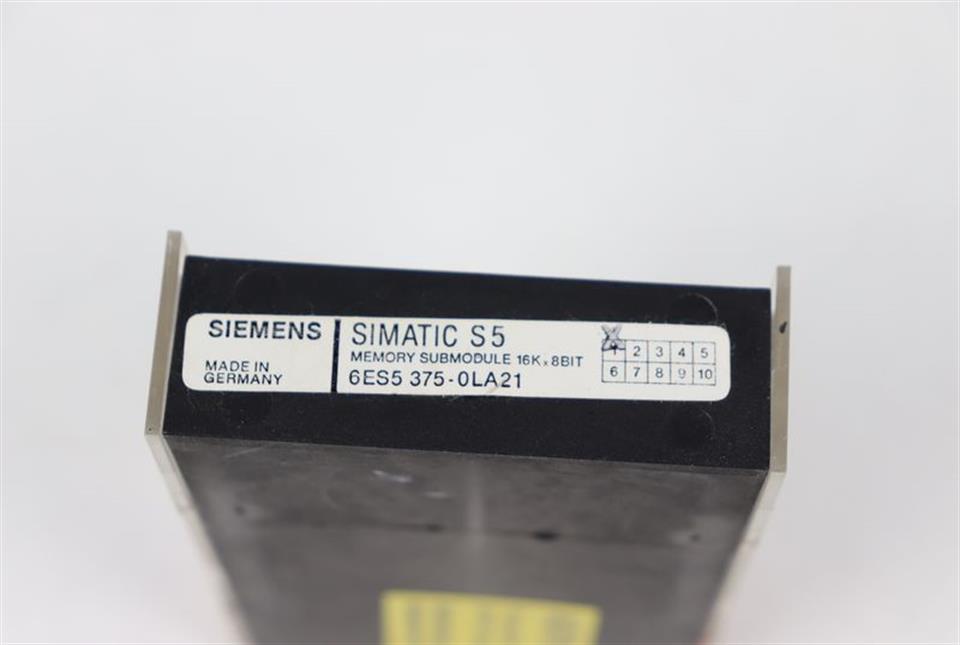 SIEMENS
MADE IN
GERMANY
SIMATIC S5
MEMORY SUBMODULE 16K x 8BIT
6ES5 375-0LA21
1 2 3 4 5
6 7 8 9 10